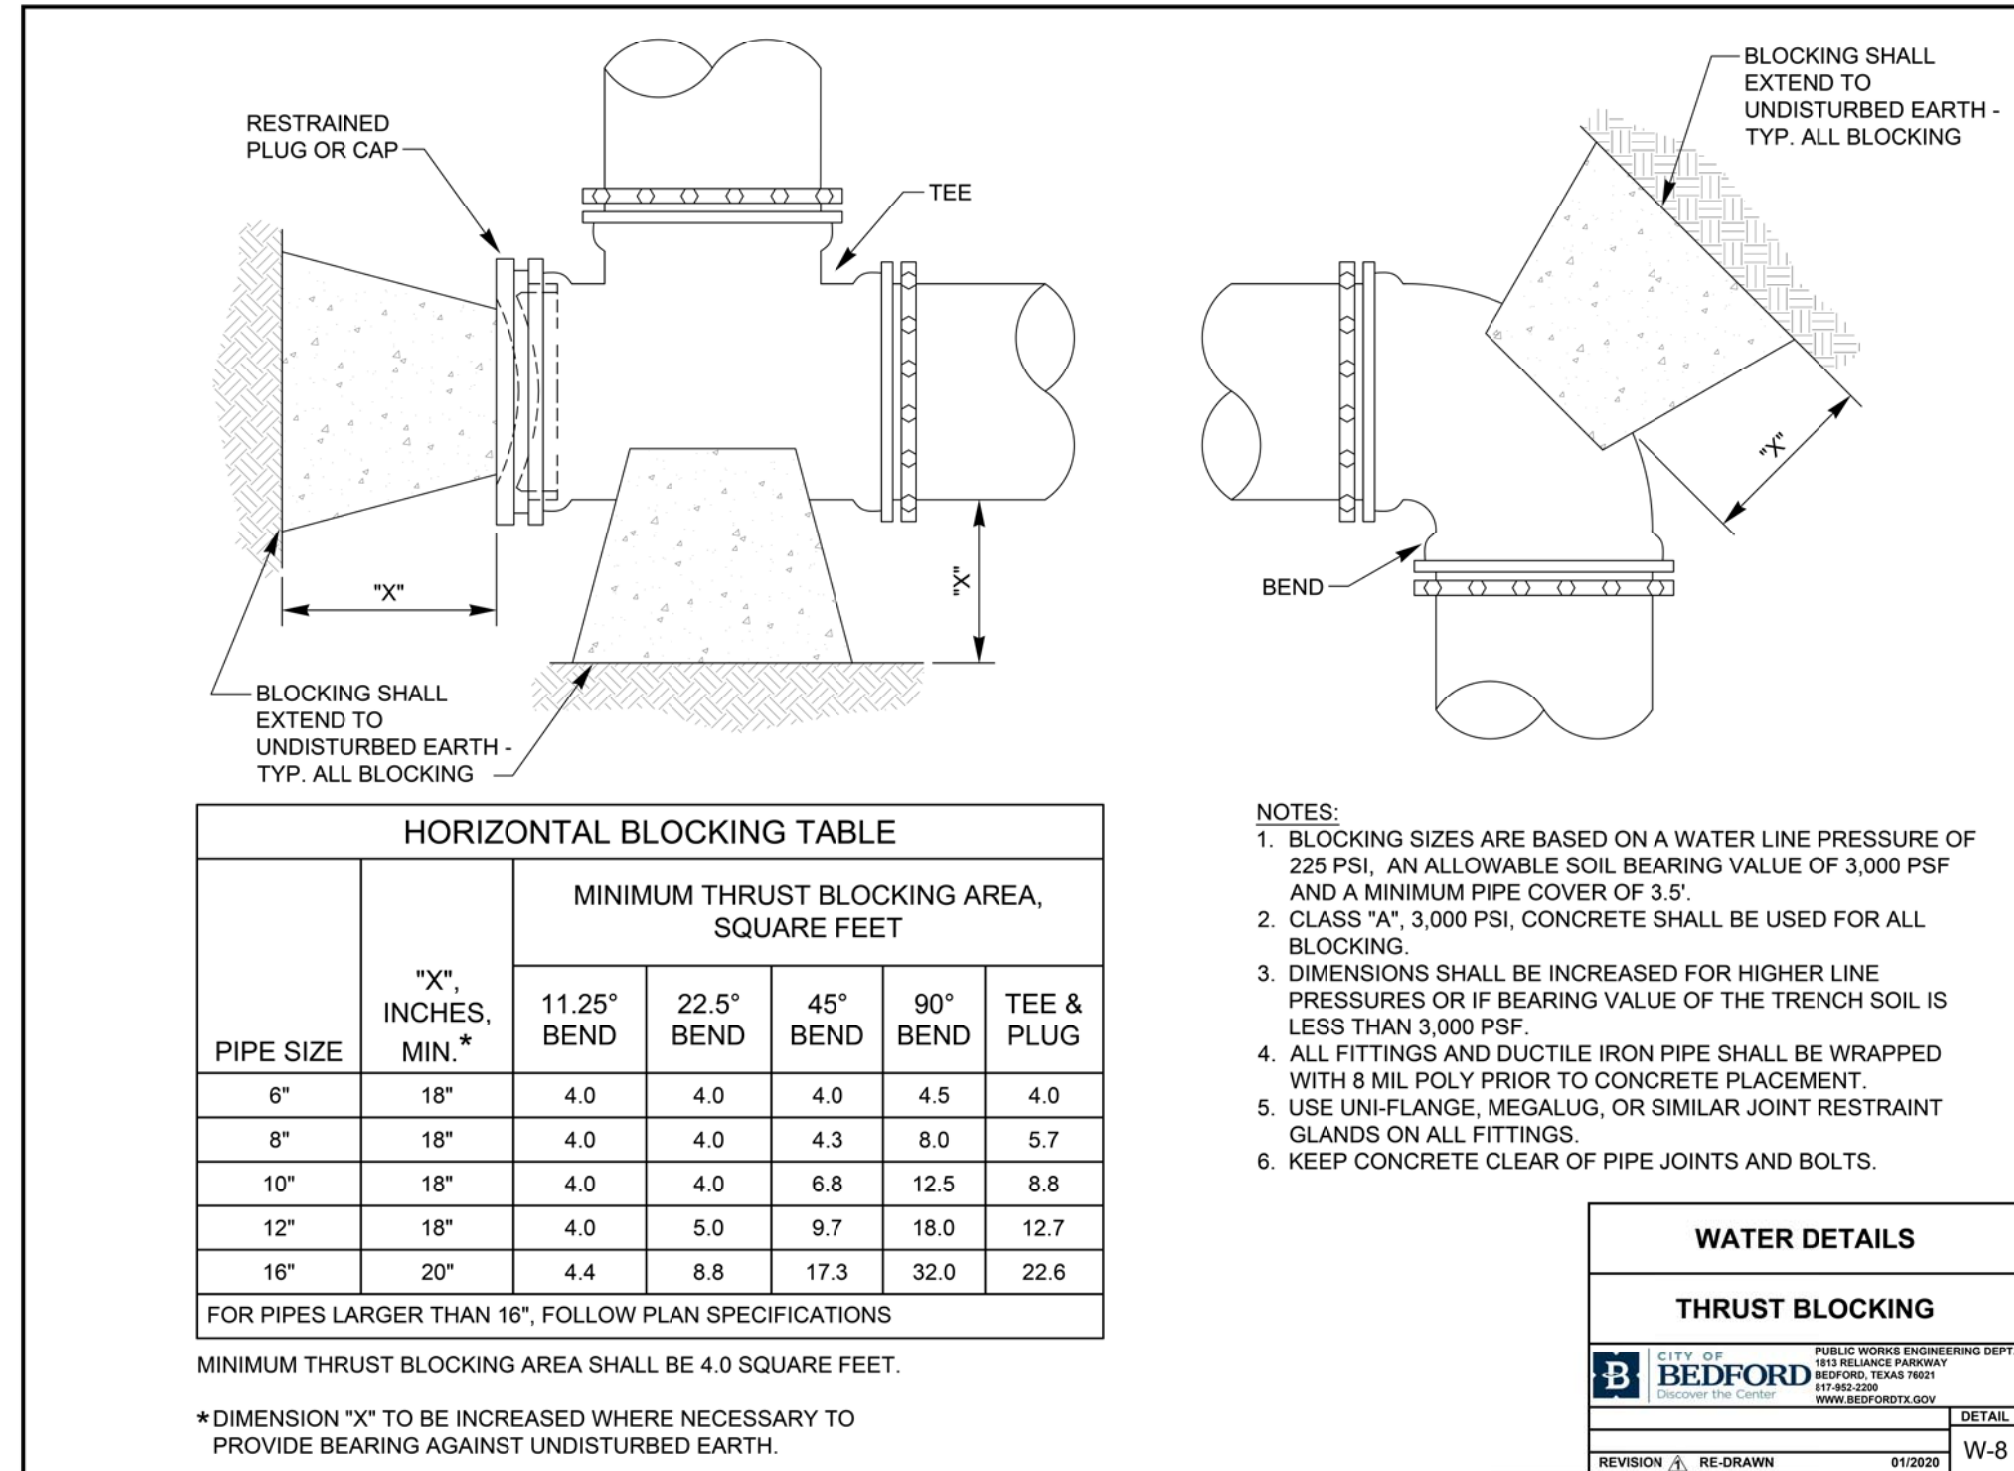 RESTRAINED
PLUG OR CAP
TEE
"X"
"X"
BLOCKING SHALL
EXTEND TO
UNDISTURBED EARTH -
TYP. ALL BLOCKING
BLOCKING SHALL
EXTEND TO
UNDISTURBED EARTH -
TYP. ALL BLOCKING
"X"
BEND
HORIZONTAL BLOCKING TABLE
PIPE SIZE
"X",
INCHES,
MIN.*
MINIMUM THRUST BLOCKING AREA,
SQUARE FEET
11.25°
BEND
22.5°
BEND
45°
BEND
90°
BEND
TEE &
PLUG
6" 18" 4.0 4.0 4.0 4.5 4.0
8" 18" 4.0 4.0 4.3 8.0 5.7
10" 18" 4.0 4.0 6.8 12.5 8.8
12" 18" 4.0 5.0 9.7 18.0 12.7
16" 20" 4.4 8.8 17.3 32.0 22.6
FOR PIPES LARGER THAN 16", FOLLOW PLAN SPECIFICATIONS
MINIMUM THRUST BLOCKING AREA SHALL BE 4.0 SQUARE FEET.
*DIMENSION "X" TO BE INCREASED WHERE NECESSARY TO
PROVIDE BEARING AGAINST UNDISTURBED EARTH.
NOTES:
1. BLOCKING SIZES ARE BASED ON A WATER LINE PRESSURE OF
225 PSI, AN ALLOWABLE SOIL BEARING VALUE OF 3,000 PSF
AND A MINIMUM PIPE COVER OF 3.5'.
2. CLASS "A", 3,000 PSI, CONCRETE SHALL BE USED FOR ALL
BLOCKING.
3. DIMENSIONS SHALL BE INCREASED FOR HIGHER LINE
PRESSURES OR IF BEARING VALUE OF THE TRENCH SOIL IS
LESS THAN 3,000 PSF.
4. ALL FITTINGS AND DUCTILE IRON PIPE SHALL BE WRAPPED
WITH 8 MIL POLY PRIOR TO CONCRETE PLACEMENT.
5. USE UNI-FLANGE, MEGALUG, OR SIMILAR JOINT RESTRAINT
GLANDS ON ALL FITTINGS.
6. KEEP CONCRETE CLEAR OF PIPE JOINTS AND BOLTS.
WATER DETAILS
THRUST BLOCKING
B
CITY OF
BEDFORD
Discover the Center
PUBLIC WORKS ENGINEERING DEPT.
1813 RELIANCE PARKWAY
BEDFORD, TEXAS 76021
817-952-2200
WWW.BEDFORDTX.GOV
DETAIL
W-8
REVISION 1 RE-DRAWN 01/2020